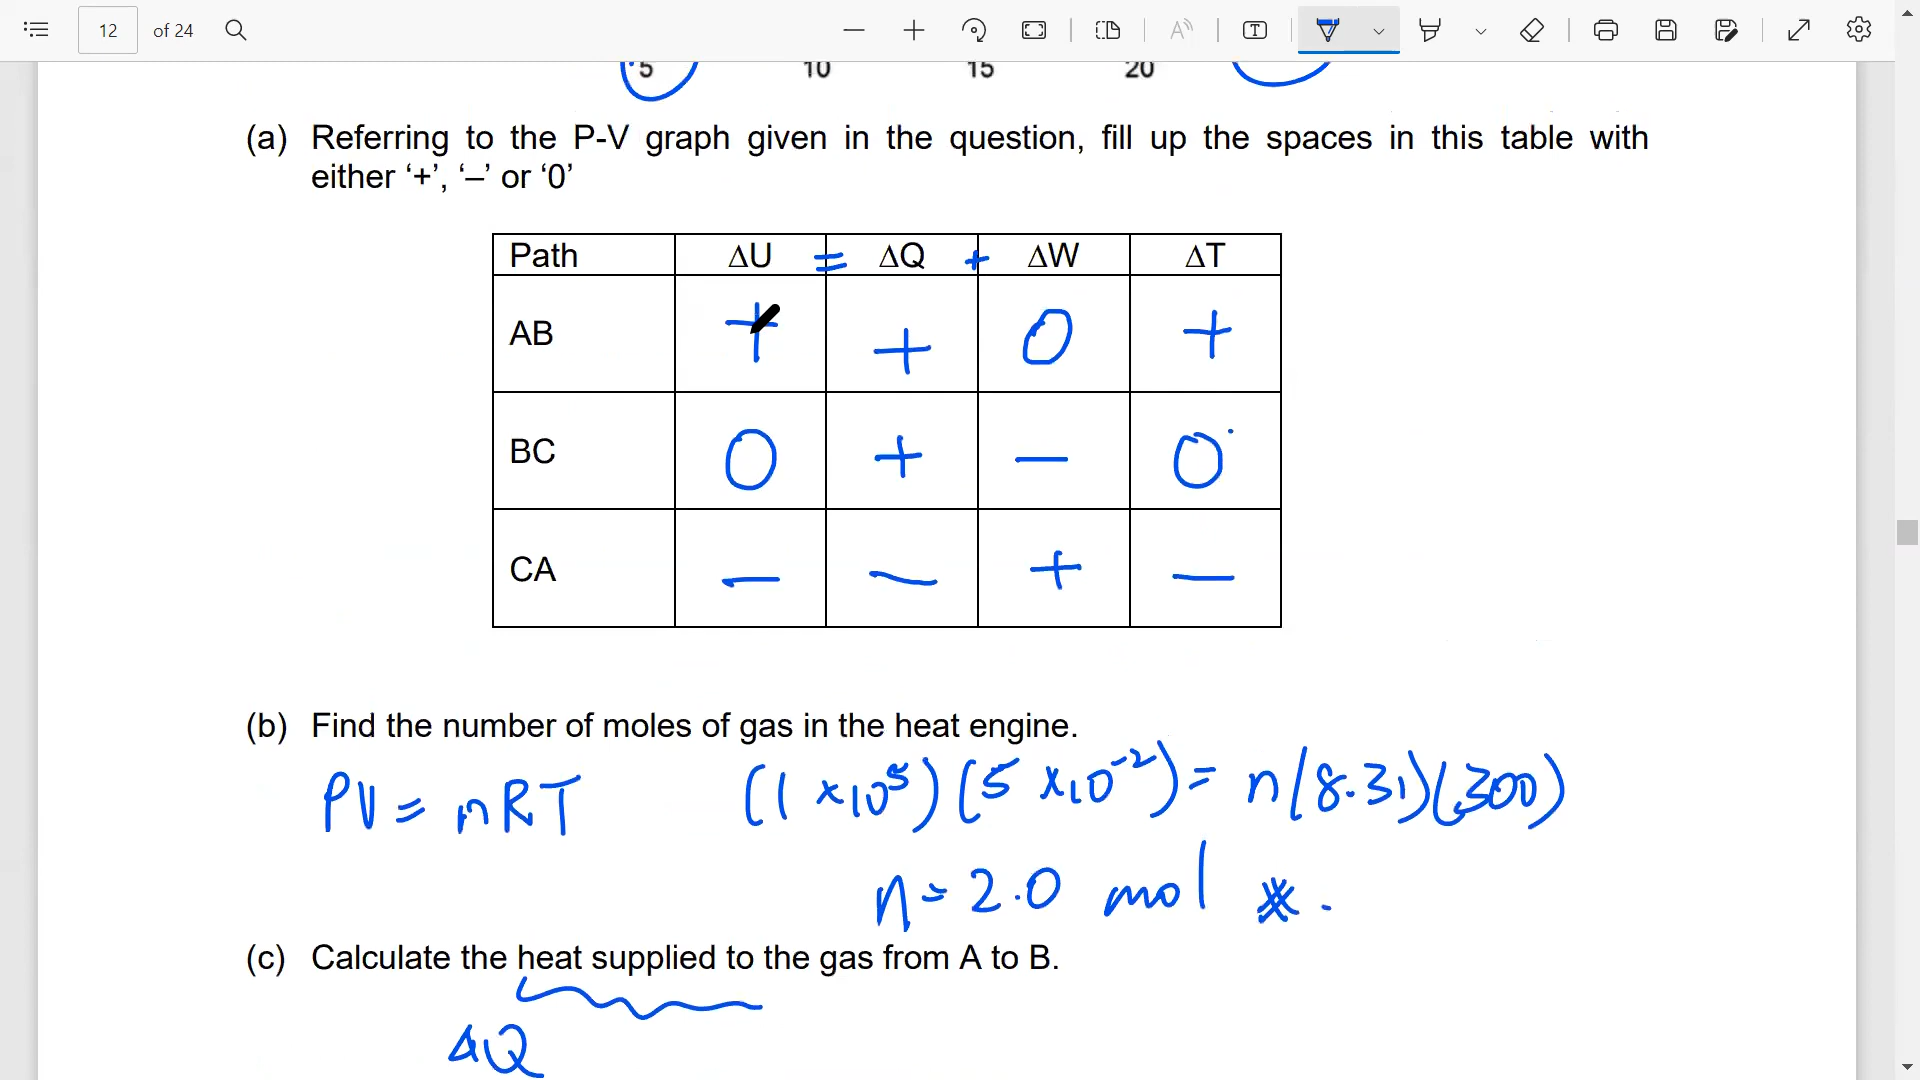 12 of 24
5 10 15 20
(a) Referring to the P-V graph given in the question, fill up the spaces in this table with
either ‘+’, ‘–’ or ‘0’
Path ΔU = ΔQ + ΔW ΔT
AB + + 0 +
BC 0 + – 0
CA – – + –
(b) Find the number of moles of gas in the heat engine.
PV = nRT (1 ×10⁵)(5 ×10⁻²) = n(8.31)(300)
n = 2.0 mol
(c) Calculate the heat supplied to the gas from A to B.
ΔQ